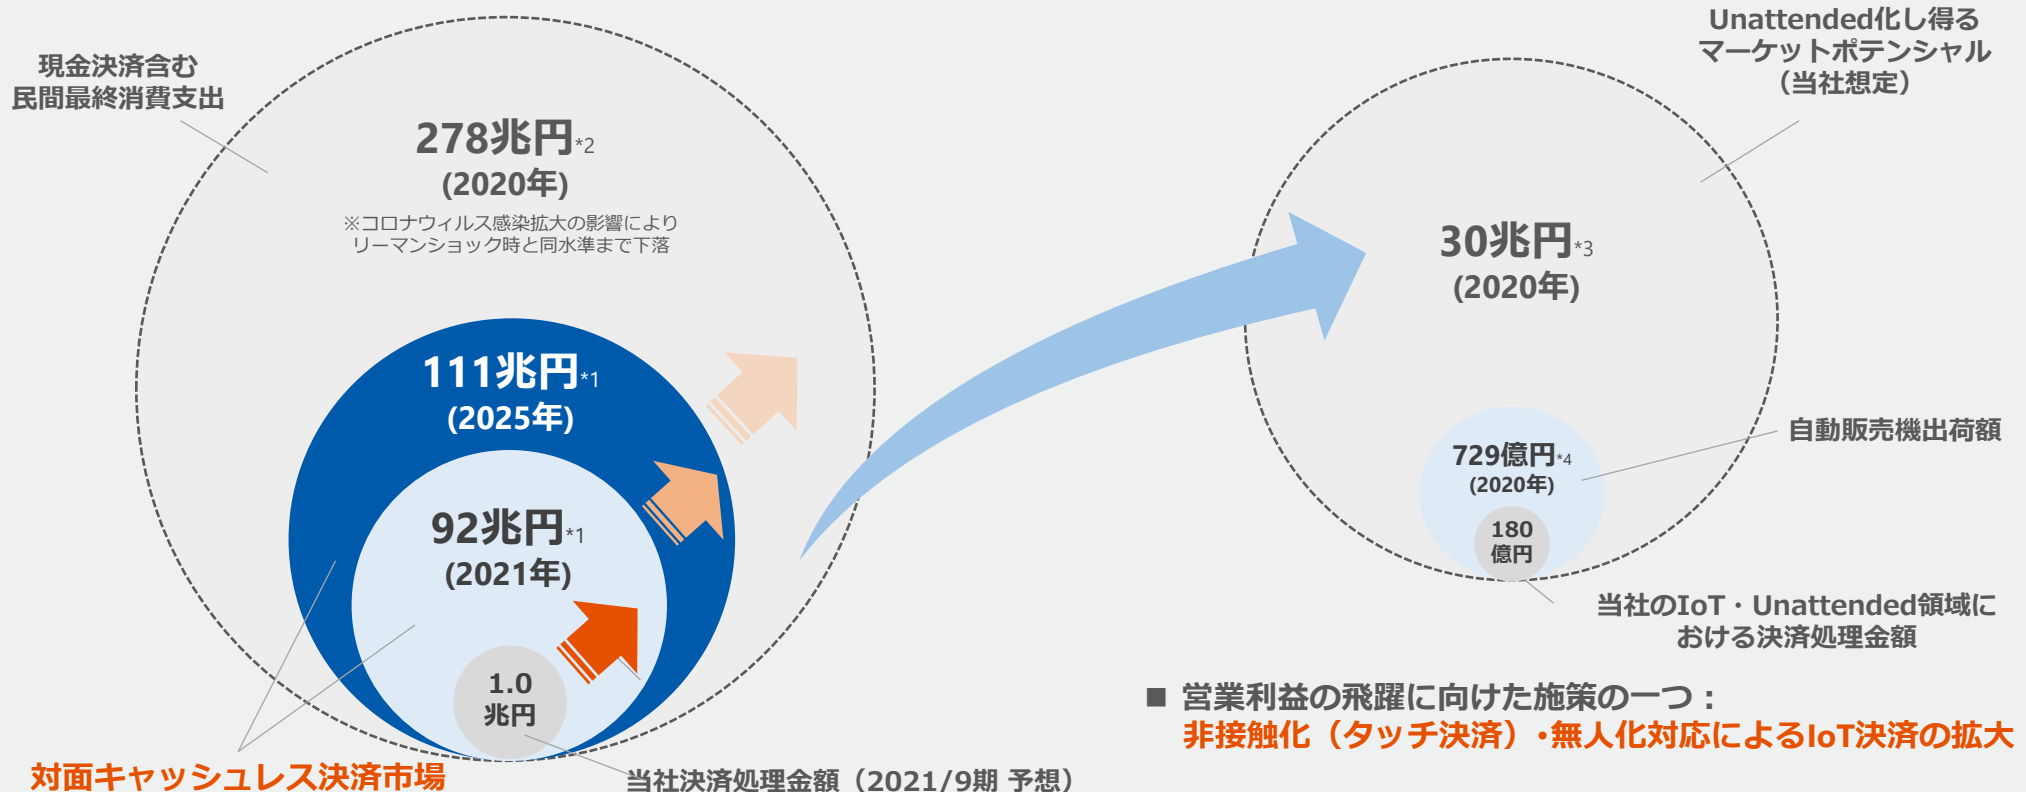 現金決済含む
民間最終消費支出
278兆円*2
(2020年)
※コロナウィルス感染拡大の影響により
リーマンショック時と同水準まで下落
111兆円*1
(2025年)
92兆円*1
(2021年)
1.0
兆円
対面キャッシュレス決済市場
当社決済処理金額（2021/9期 予想）
Unattended化し得る
マーケットポテンシャル
（当社想定）
30兆円*3
(2020年)
自動販売機出荷額
729億円*4
(2020年)
180
億円
当社のIoT・Unattended領域に
おける決済処理金額
■ 営業利益の飛躍に向けた施策の一つ：
非接触化（タッチ決済）・無人化対応によるIoT決済の拡大